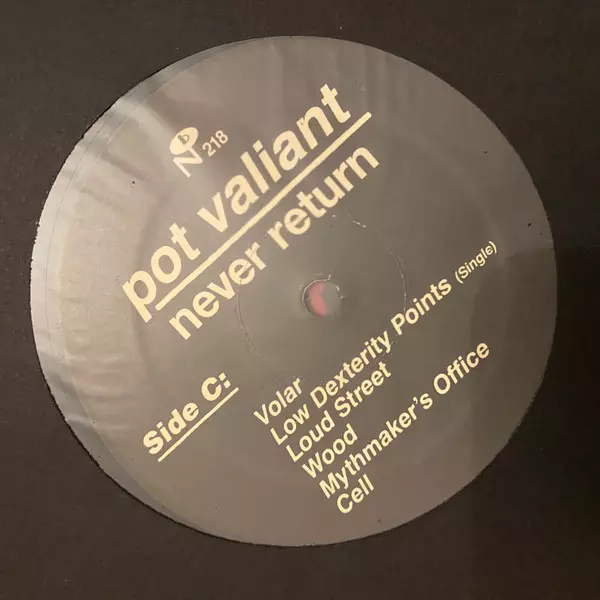 N 218
pot valiant
never return
Side C:
Volar
Low Dexterity Points (Single)
Loud Street
Wood
Mythmaker's Office
Cell